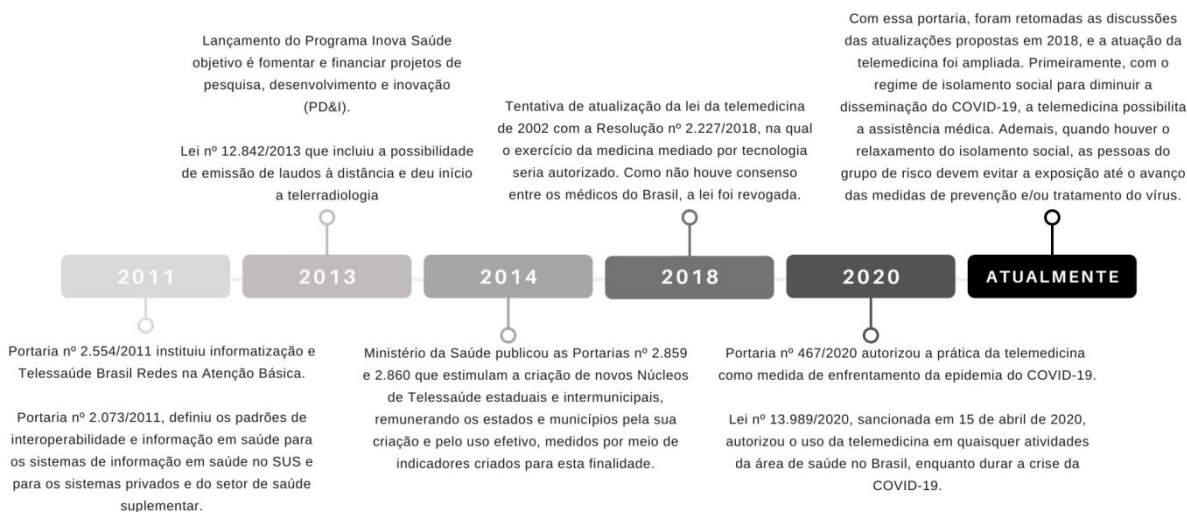 Lançamento do Programa Inova Saúde
objetivo é fomentar e financiar projetos de
pesquisa, desenvolvimento e inovação
(PD&I).
Lei nº 12.842/2013 que incluiu a possibilidade
de emissão de laudos à distância e deu início
a telerradiologia
Tentativa de atualização da lei da telemedicina
de 2002 com a Resolução nº 2.227/2018, na qual
o exercício da medicina mediado por tecnologia
seria autorizado. Como não houve consenso
entre os médicos do Brasil, a lei foi revogada.
Com essa portaria, foram retomadas as discussões
das atualizações propostas em 2018, e a atuação da
telemedicina foi ampliada. Primeiramente, com o
regime de isolamento social para diminuir a
disseminação do COVID-19, a telemedicina possibilita
a assistência médica. Ademais, quando houver o
relaxamento do isolamento social, as pessoas do
grupo de risco devem evitar a exposição até o avanço
das medidas de prevenção e/ou tratamento do vírus.
2011
2013
2014
2018
2020
ATUALMENTE
Portaria nº 2.554/2011 instituiu informatização e
Telessaúde Brasil Redes na Atenção Básica.
Portaria nº 2.073/2011, definiu os padrões de
interoperabilidade e informação em saúde para
os sistemas de informação em saúde no SUS e
para os sistemas privados e do setor de saúde
suplementar.
Ministério da Saúde publicou as Portarias nº 2.859
e 2.860 que estimulam a criação de novos Núcleos
de Telessaúde estaduais e intermunicipais,
remunerando os estados e municípios pela sua
criação e pelo uso efetivo, medidos por meio de
indicadores criados para esta finalidade.
Portaria nº 467/2020 autorizou a prática da telemedicina
como medida de enfrentamento da epidemia do COVID-19.
Lei nº 13.989/2020, sancionada em 15 de abril de 2020,
autorizou o uso da telemedicina em quaisquer atividades
da área de saúde no Brasil, enquanto durar a crise da
COVID-19.